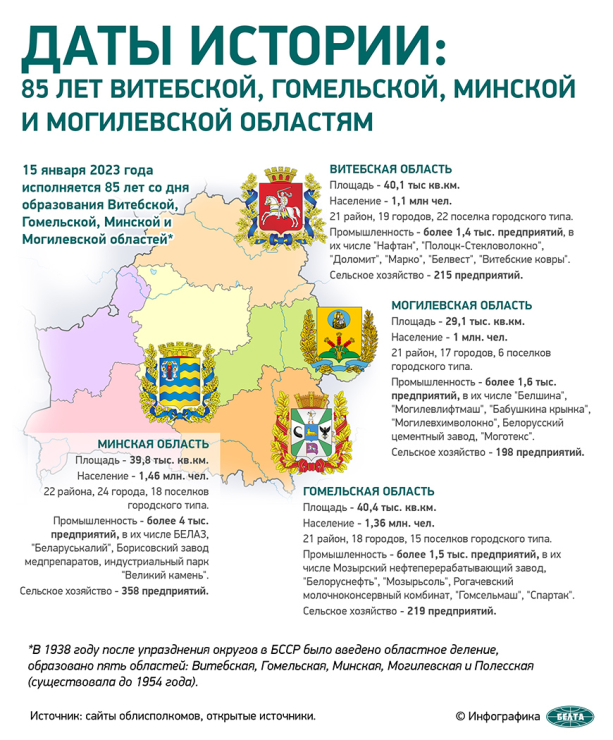 ДАТЫ ИСТОРИИ:
85 ЛЕТ ВИТЕБСКОЙ, ГОМЕЛЬСКОЙ, МИНСКОЙ
И МОГИЛЕВСКОЙ ОБЛАСТЯМ
15 января 2023 года
исполняется 85 лет со дня
образования Витебской,
Гомельской, Минской и
Могилевской областей*
ВИТЕБСКАЯ ОБЛАСТЬ
Площадь - 40,1 тыс кв.км.
Население - 1,1 млн чел.
21 район, 19 городов, 22 поселка городского типа.
Промышленность - более 1,4 тыс. предприятий, в
их числе "Нафтан", "Полоцк-Стекловолокно",
"Доломит", "Марко", "Белвест", "Витебские ковры".
Сельское хозяйство - 215 предприятий.
МОГИЛЕВСКАЯ ОБЛАСТЬ
Площадь - 29,1 тыс. кв.км.
Население - 1 млн. чел.
21 район, 17 городов, 6 поселков
городского типа.
Промышленность - более 1,6 тыс.
предприятий, в их числе "Белшина",
"Могилевлифтмаш", "Бабушкина крынка",
"Могилевхимволокно", Белорусский
цементный завод, "Моготекс".
Сельское хозяйство - 198 предприятий.
МИНСКАЯ ОБЛАСТЬ
Площадь - 39,8 тыс. кв.км.
Население - 1,46 млн. чел.
22 района, 24 города, 18 поселков
городского типа.
Промышленность - более 4 тыс.
предприятий, в их числе БЕЛАЗ,
"Беларуськалий", Борисовский завод
медпрепаратов, индустриальный парк
"Великий камень".
Сельское хозяйство - 358 предприятий.
ГОМЕЛЬСКАЯ ОБЛАСТЬ
Площадь - 40,4 тыс. кв.км.
Население - 1,36 млн. чел.
21 район, 18 городов, 15 поселков городского типа.
Промышленность - более 1,5 тыс. предприятий, в их
числе Мозырский нефтеперерабатывающий завод,
"Белоруснефть", "Мозырьсоль", Рогачевский
молочноконсервный комбинат, "Гомсельмаш", "Спартак".
Сельское хозяйство - 219 предприятий.
*В 1938 году после упразднения округов в БССР было введено областное деление,
образовано пять областей: Витебская, Гомельская, Минская, Могилевская и Полесская
(существовала до 1954 года).
Источник: сайты облисполкомов, открытые источники.
© Инфографика БЕЛТА